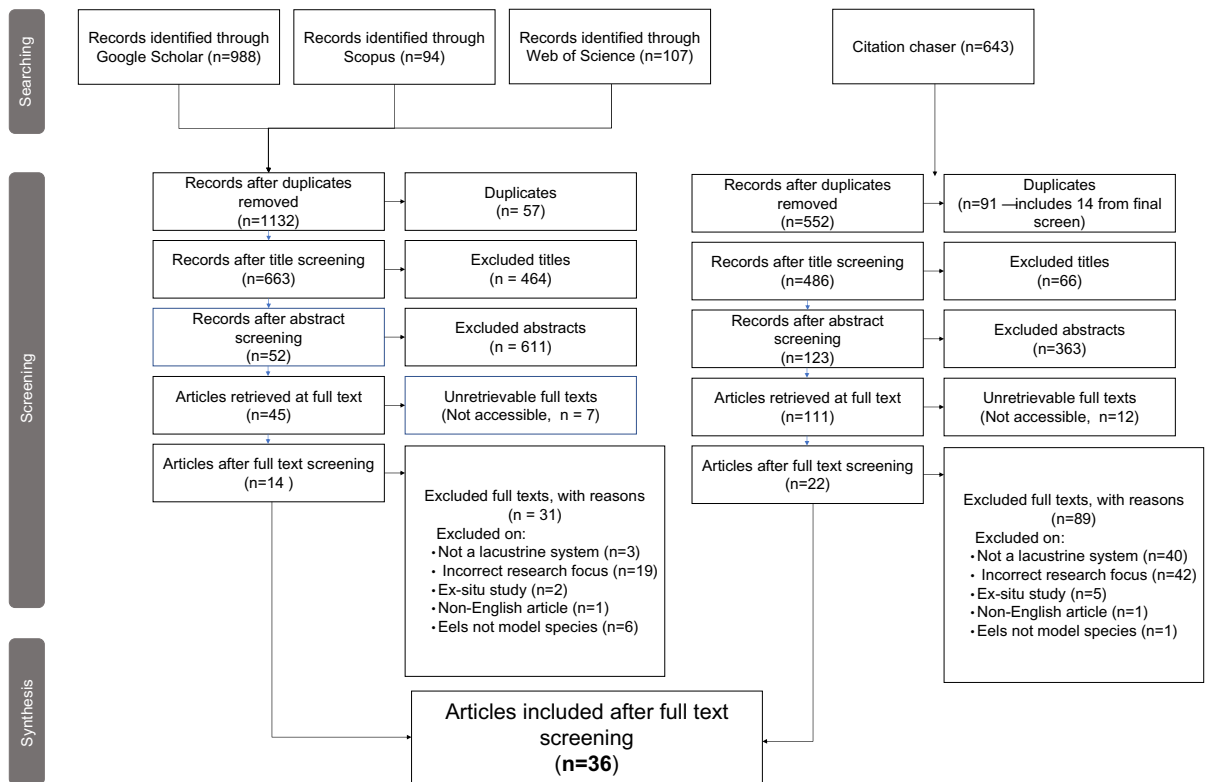 Searching
Records identified through
Google Scholar (n=988)
Records identified through
Scopus (n=94)
Records identified through
Web of Science (n=107)
Citation chaser (n=643)
Screening
Records after duplicates
removed
(n=1132)
Duplicates
(n= 57)
Records after title screening
(n=663)
Excluded titles
(n = 464)
Records after abstract
screening
(n=52)
Excluded abstracts
(n = 611)
Articles retrieved at full text
(n=45)
Unretrievable full texts
(Not accessible,  n = 7)
Articles after full text screening
(n=14 )
Excluded full texts, with reasons
(n = 31)
Excluded on:
•Not a lacustrine system (n=3)
• Incorrect research focus (n=19)
•Ex-situ study (n=2)
•Non-English article (n=1)
•Eels not model species (n=6)
Records after duplicates
removed
(n=552)
Duplicates
(n=91 —includes 14 from final
screen)
Records after title screening
(n=486)
Excluded titles
(n=66)
Records after abstract
screening
(n=123)
Excluded abstracts
(n=363)
Articles retrieved at full text
(n=111)
Unretrievable full texts
(Not accessible,  n=12)
Articles after full text screening
(n=22)
Excluded full texts, with reasons
(n=89)
Excluded on:
•Not a lacustrine system (n=40)
• Incorrect research focus (n=42)
•Ex-situ study (n=5)
•Non-English article (n=1)
•Eels not model species (n=1)
Synthesis
Articles included after full text
screening
(n=36)